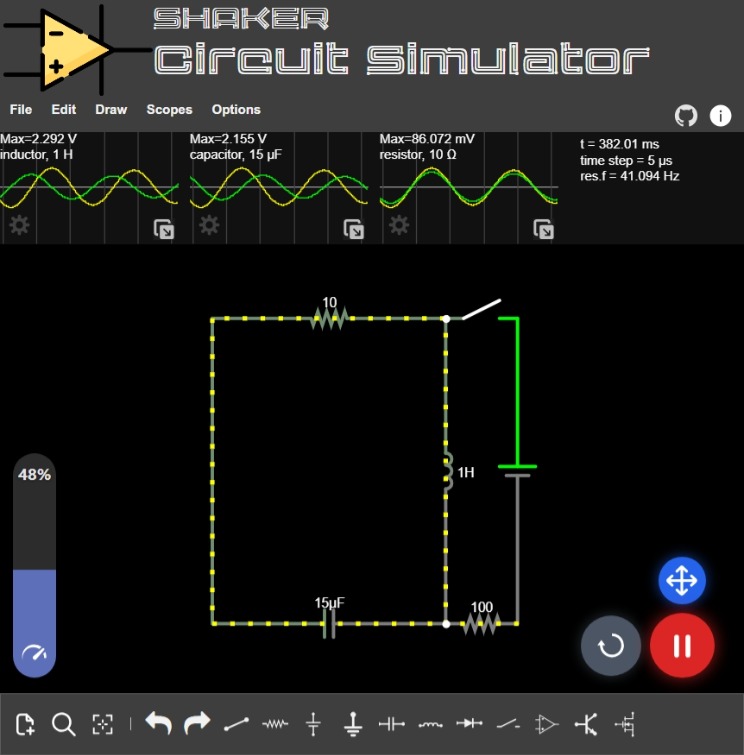 SHAKER
Circuit Simulator
File Edit Draw Scopes Options
Max=2.292 V
inductor, 1 H
Max=2.155 V
capacitor, 15 μF
Max=86.072 mV
resistor, 10 Ω
t = 382.01 ms
time step = 5 μs
res.f = 41.094 Hz
10
1H
48%
15μF
100